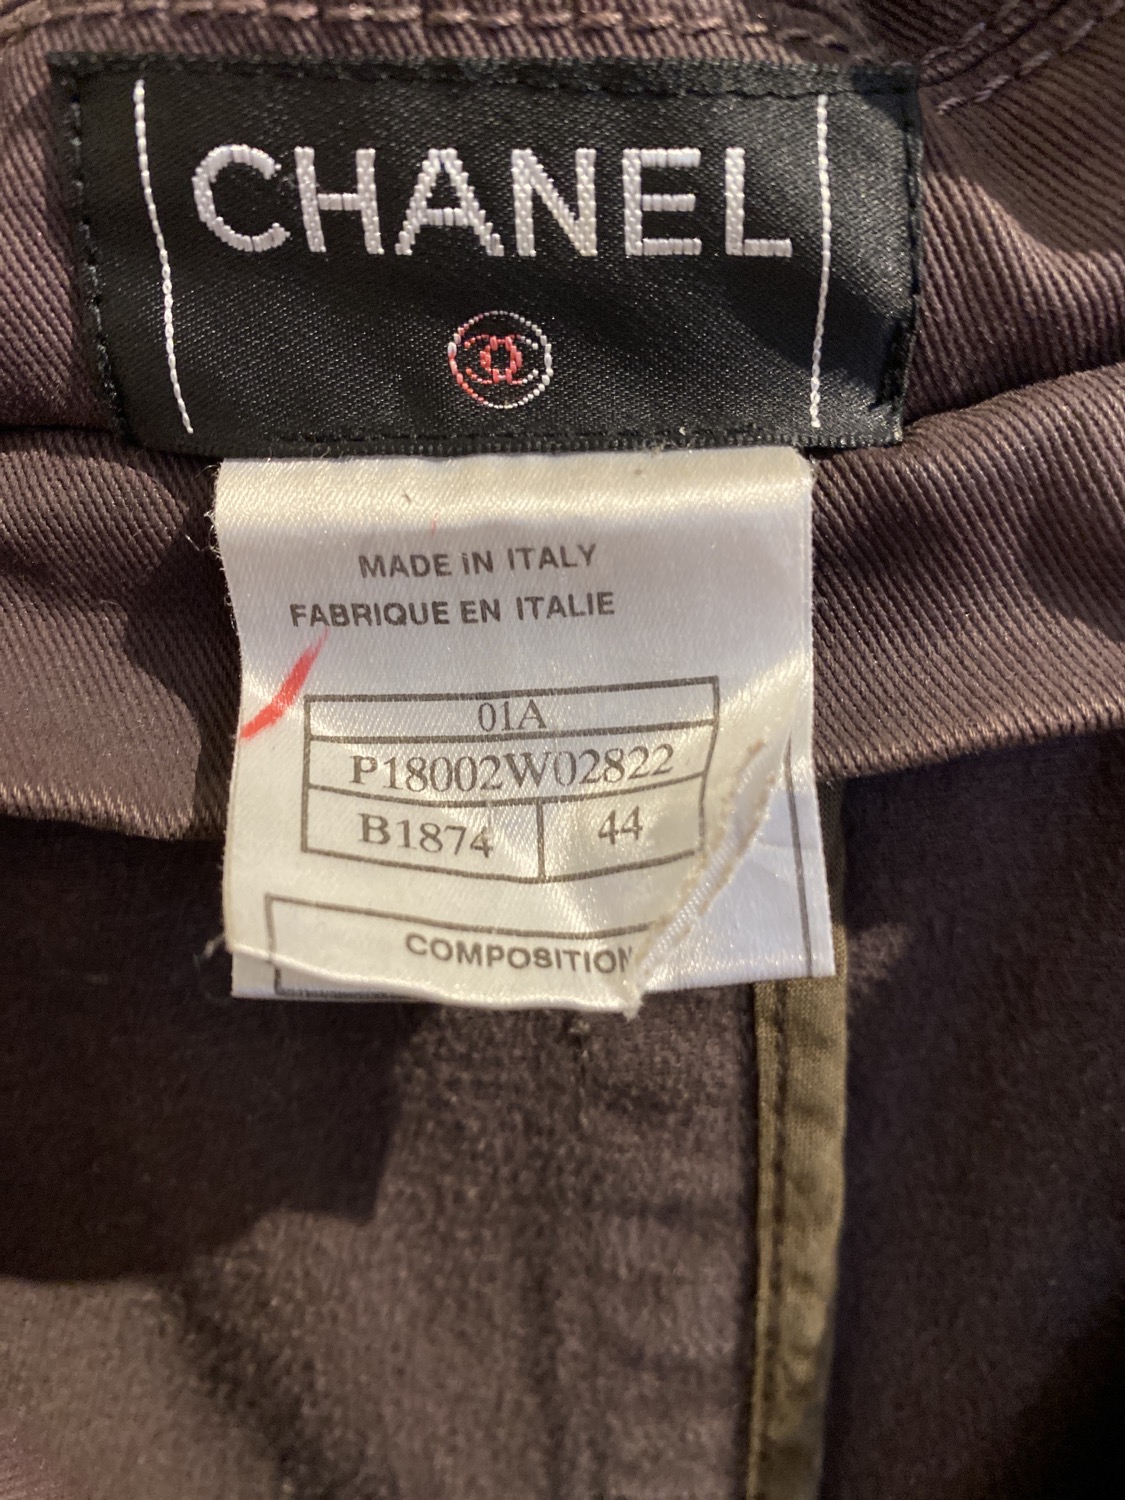 CHANEL
MADE IN ITALY
FABRIQUE EN ITALIE
01A
P18002W02822
B1874 44
COMPOSITION